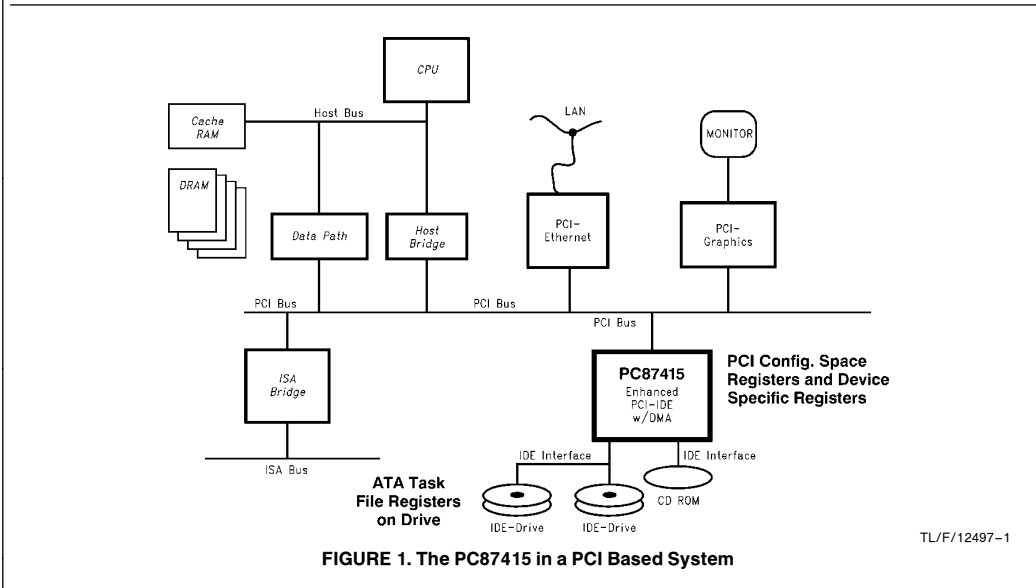 CPU
Host Bus
Cache
RAM
LAN
MONITOR
DRAM
Data Path
Host
Bridge
PCI-
Ethernet
PCI-
Graphics
PCI Bus
PCI Bus
PCI Bus
ISA
Bridge
PC87415
Enhanced
PCI-IDE
w/DMA
PCI Config. Space
Registers and Device
Specific Registers
IDE Interface
IDE Interface
ISA Bus
ATA Task
File Registers
on Drive
IDE-Drive
IDE-Drive
CD ROM
TL/F/12497-1
FIGURE 1. The PC87415 in a PCI Based System